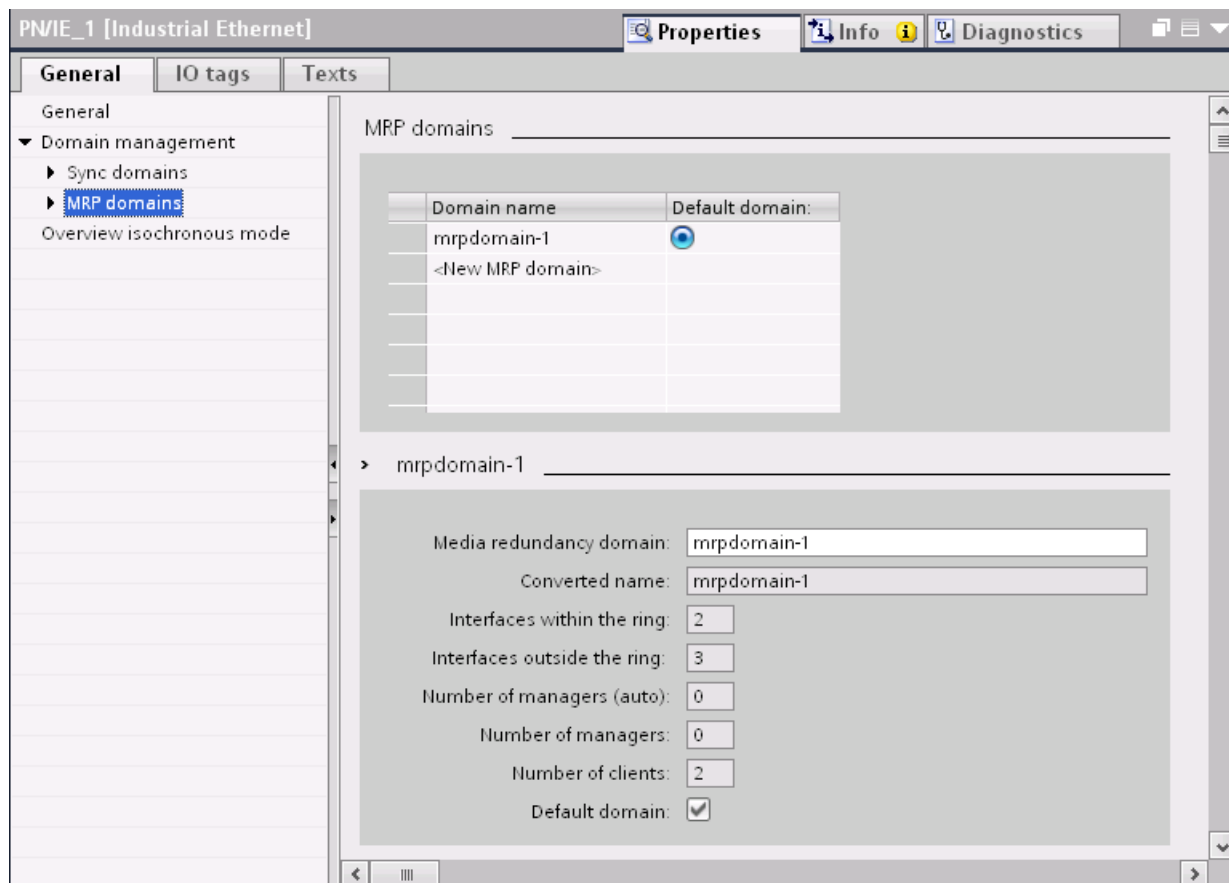 PN/IE_1 [Industrial Ethernet]
Properties
Info
Diagnostics
General
IO tags
Texts
General
Domain management
Sync domains
MRP domains
Overview isochronous mode
MRP domains
Domain name Default domain:
mrpdomain-1
<New MRP domain>
mrpdomain-1
Media redundancy domain: mrpdomain-1
Converted name: mrpdomain-1
Interfaces within the ring: 2
Interfaces outside the ring: 3
Number of managers (auto): 0
Number of managers: 0
Number of clients: 2
Default domain: